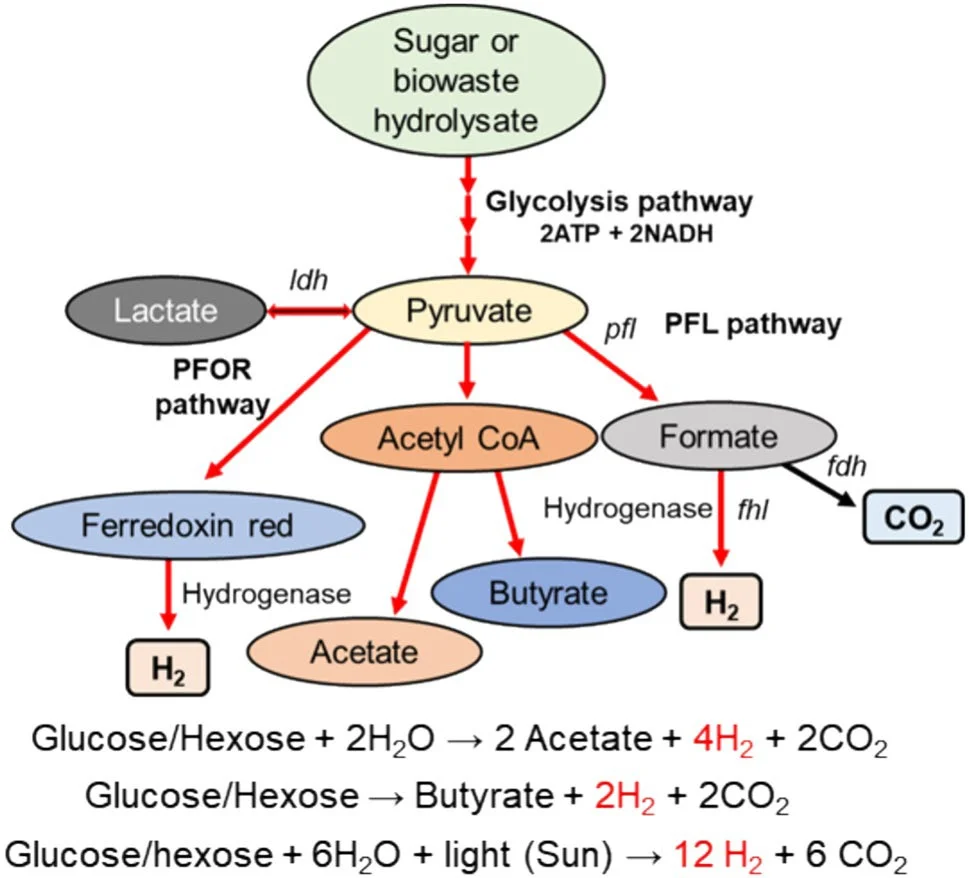 Sugar or
biowaste
hydrolysate
Glycolysis pathway
2ATP + 2NADH
ldh
Lactate
Pyruvate
pfl
PFL pathway
PFOR
pathway
Acetyl CoA
Formate
fdh
Ferredoxin red
Hydrogenase
fhl
CO₂
Hydrogenase
Butyrate
H₂
H₂
Acetate
Glucose/Hexose + 2H₂O → 2 Acetate + 4H₂ + 2CO₂
Glucose/Hexose → Butyrate + 2H₂ + 2CO₂
Glucose/hexose + 6H₂O + light (Sun) → 12 H₂ + 6 CO₂